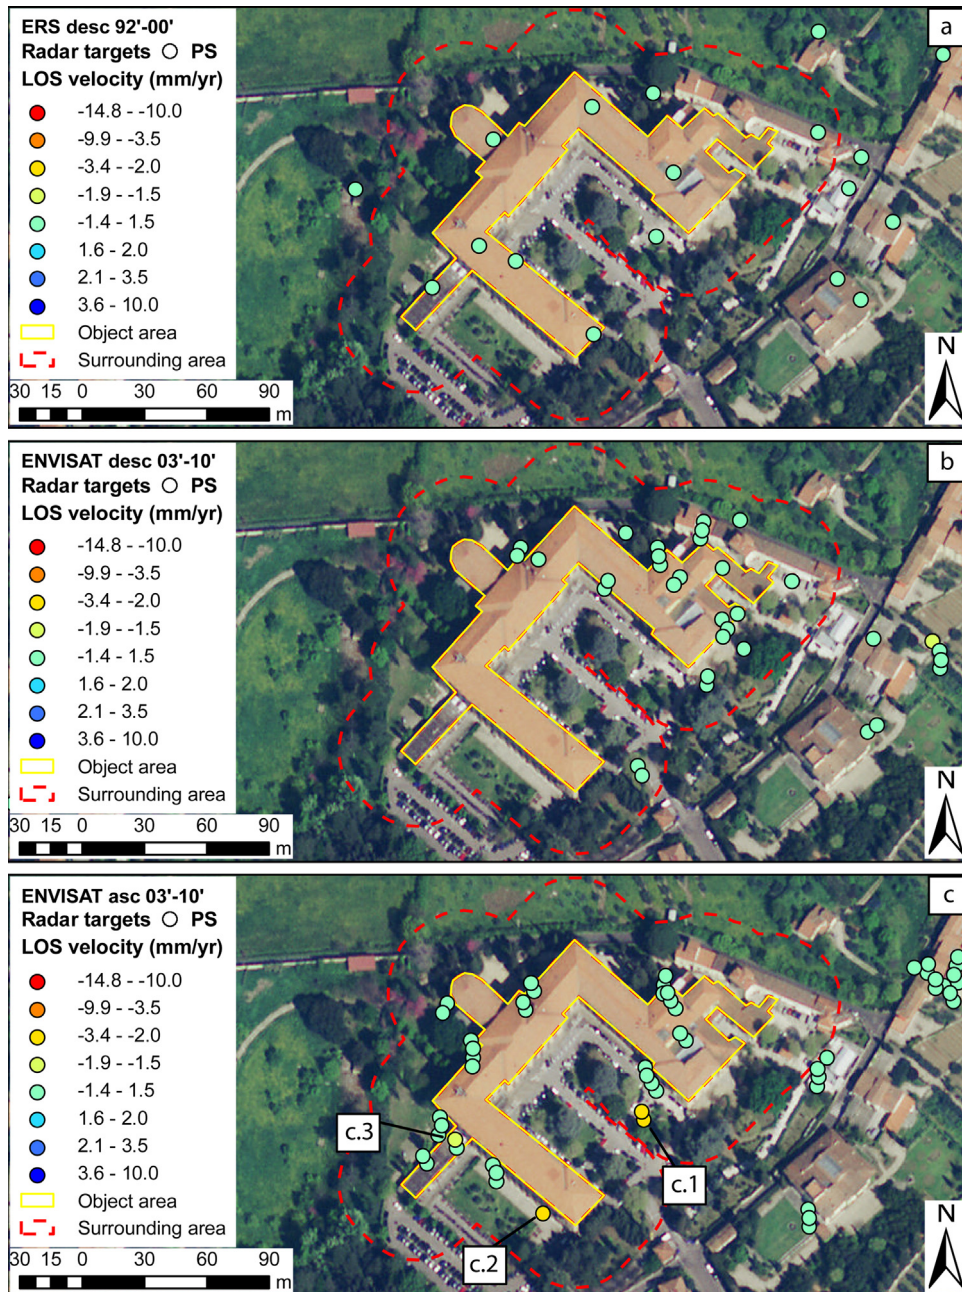 ERS desc 92'-00'
Radar targets PS
LOS velocity (mm/yr)
-14.8 - -10.0
-9.9 - -3.5
-3.4 - -2.0
-1.9 - -1.5
-1.4 - 1.5
1.6 - 2.0
2.1 - 3.5
3.6 - 10.0
Object area
Surrounding area
30 15 0 30 60 90
m
a
N
ENVISAT desc 03'-10'
Radar targets PS
LOS velocity (mm/yr)
-14.8 - -10.0
-9.9 - -3.5
-3.4 - -2.0
-1.9 - -1.5
-1.4 - 1.5
1.6 - 2.0
2.1 - 3.5
3.6 - 10.0
Object area
Surrounding area
30 15 0 30 60 90
m
b
N
ENVISAT asc 03'-10'
Radar targets PS
LOS velocity (mm/yr)
-14.8 - -10.0
-9.9 - -3.5
-3.4 - -2.0
-1.9 - -1.5
-1.4 - 1.5
1.6 - 2.0
2.1 - 3.5
3.6 - 10.0
Object area
Surrounding area
30 15 0 30 60 90
m
c
c.3
c.1
c.2
N